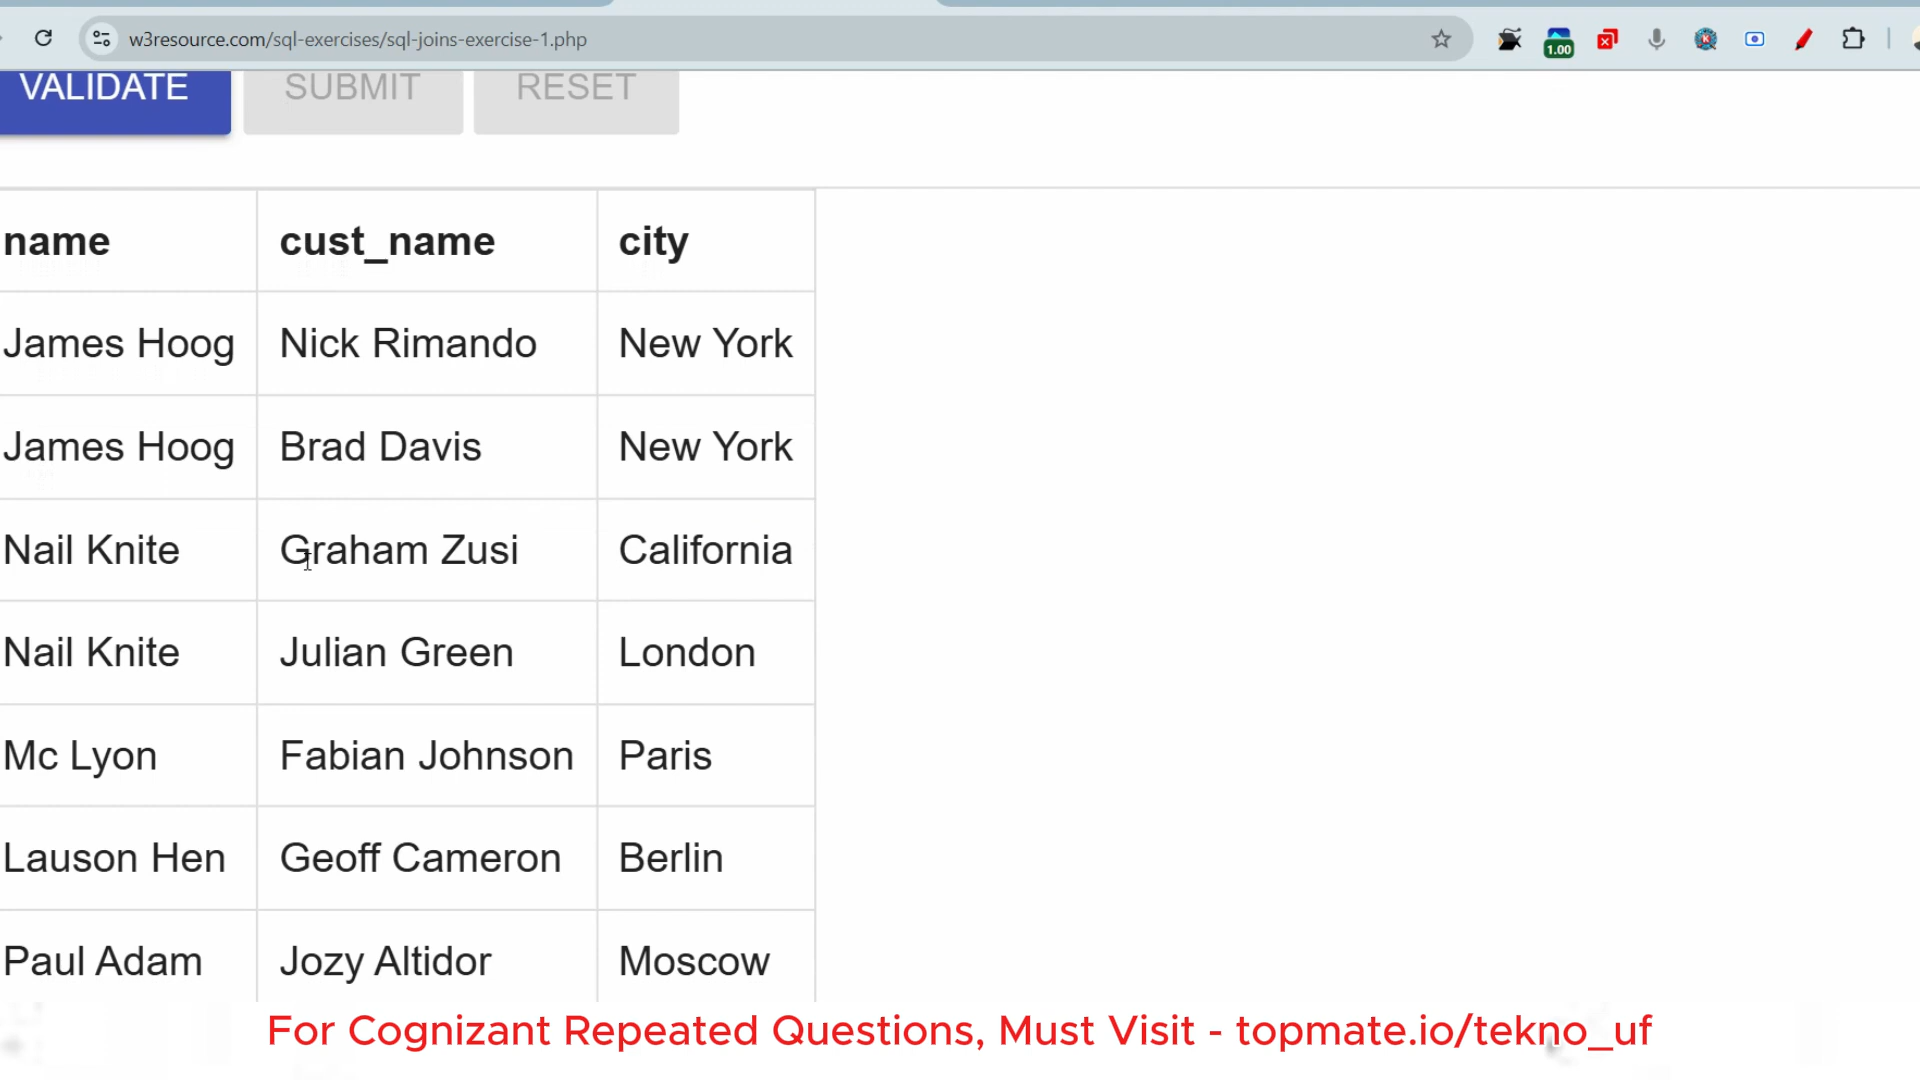 w3resource.com/sql-exercises/sql-joins-exercise-1.php
1.00
VALIDATE SUBMIT RESET
name cust_name city
James Hoog Nick Rimando New York
James Hoog Brad Davis New York
Nail Knite Graham Zusi California
Nail Knite Julian Green London
Mc Lyon Fabian Johnson Paris
Lauson Hen Geoff Cameron Berlin
Paul Adam Jozy Altidor Moscow
For Cognizant Repeated Questions, Must Visit - topmate.io/tekno_uf